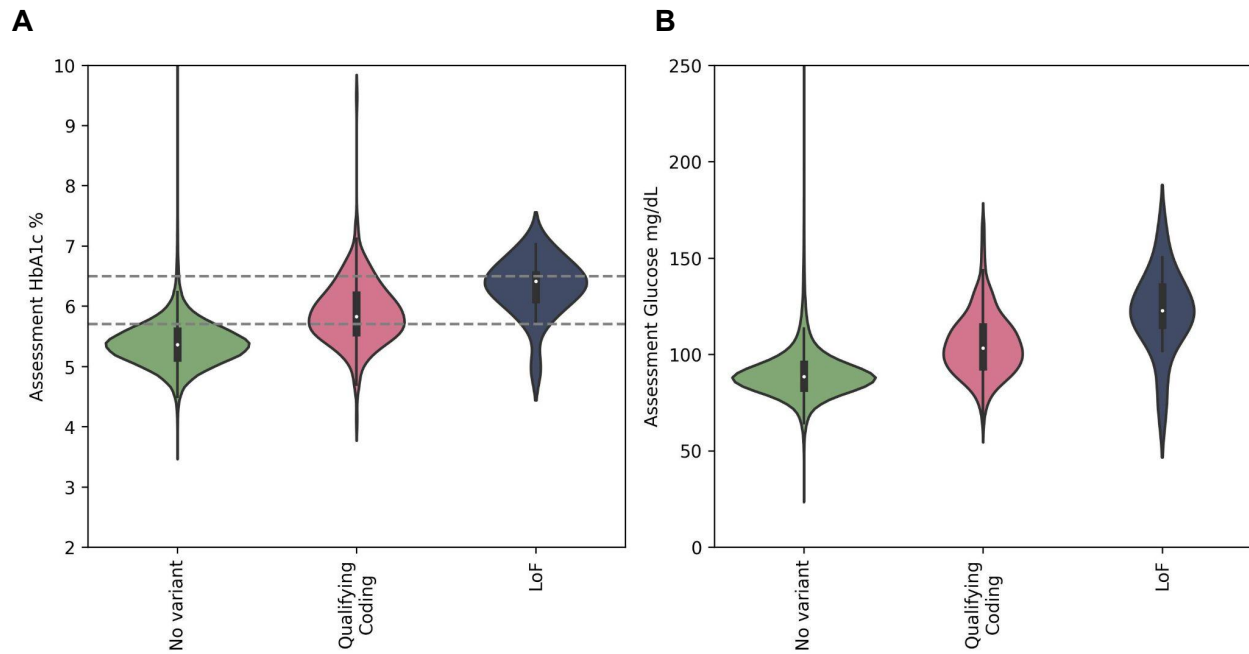 A
Assessment HbA1c %
10
9
8
7
6
5
4
3
2
No variant
Qualifying
Coding
LoF
B
Assessment Glucose mg/dL
250
200
150
100
50
0
No variant
Qualifying
Coding
LoF